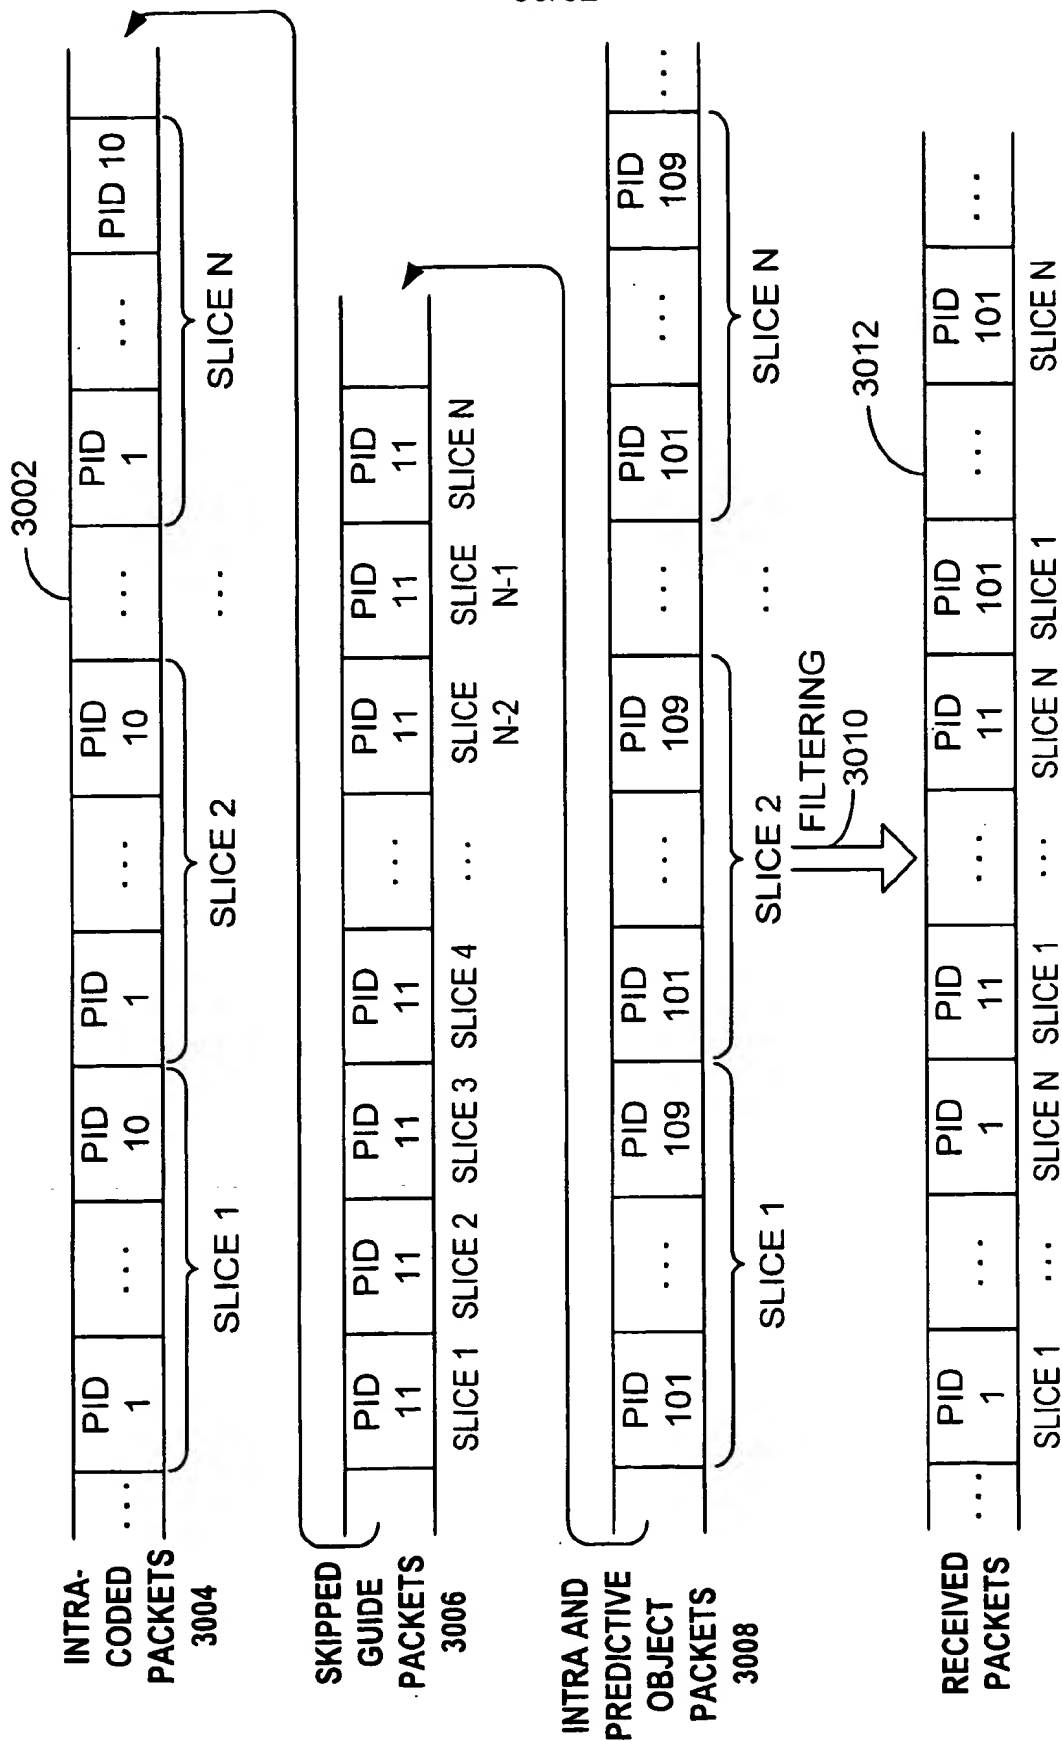 3002
INTRA-
CODED
PACKETS
3004
... PID 1 ... PID 10 PID 1 ... PID 10 ... PID 1 ... PID 10
SLICE 1 SLICE 2 ... SLICE N
SKIPPED
GUIDE
PACKETS
3006
PID 11 PID 11 PID 11 PID 11 ... PID 11 PID 11 PID 11
SLICE 1 SLICE 2 SLICE 3 SLICE 4 ... SLICE N-2 SLICE N-1 SLICE N
INTRA AND
PREDICTIVE
OBJECT
PACKETS
3008
PID 101 ... PID 109 PID 101 ... PID 109 ... PID 101 ... PID 109 ...
SLICE 1 SLICE 2 ... SLICE N
FILTERING
3010
3012
RECEIVED
PACKETS
... PID 1 ... PID 1 PID 11 ... PID 11 PID 101 ... PID 101 ...
SLICE 1 ... SLICE N SLICE 1 ... SLICE N SLICE 1 SLICE N